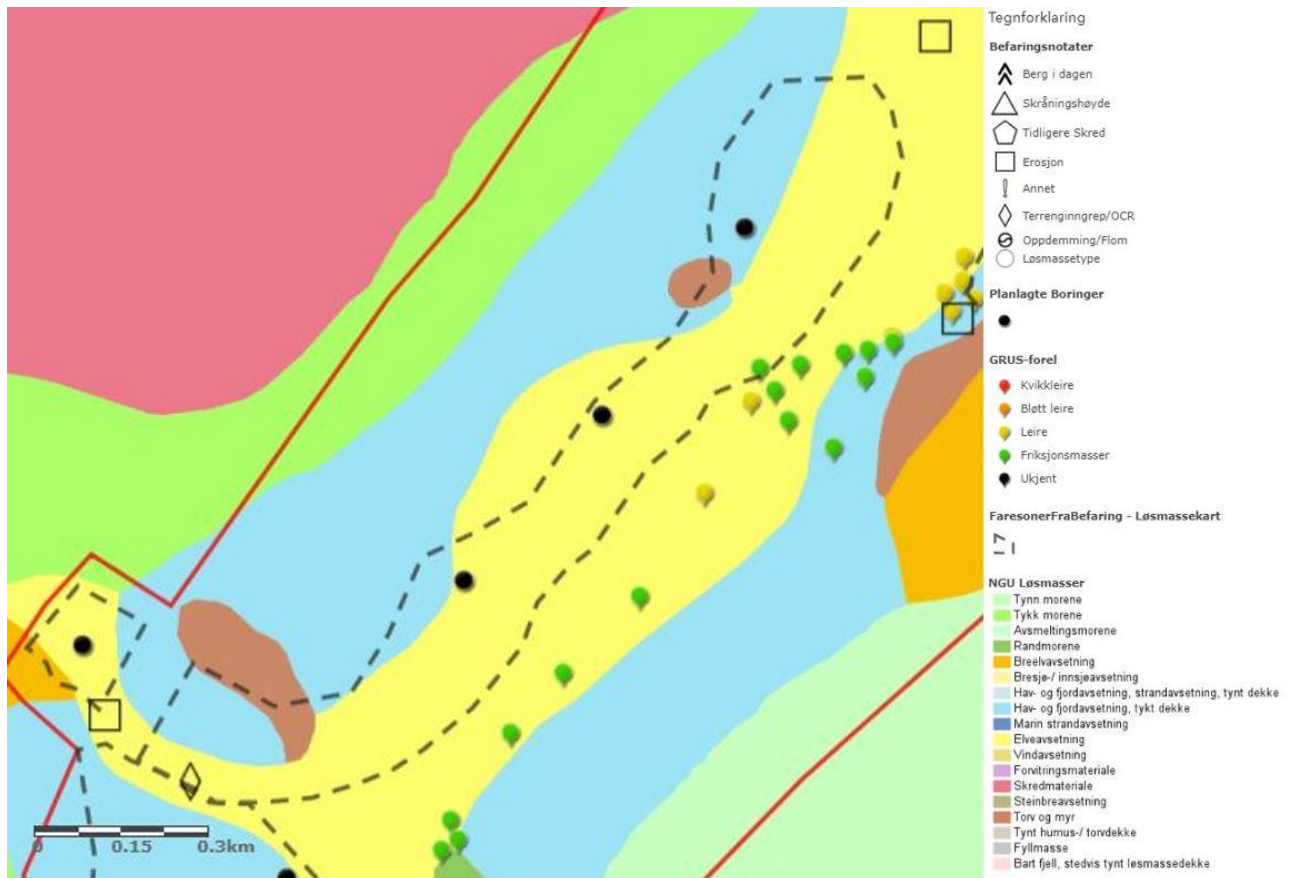 Tegnforklaring
Befaringsnotater
Berg i dagen
Skråningshøyde
Tidligere Skred
Erosjon
Annet
Terrenginngrep/OCR
Oppdemming/Flom
Løsmassetype
Planlagte Boringer
GRUS-forel
Kvikkleire
Bløtt leire
Leire
Friksjonsmasser
Ukjent
FaresonerFraBefaring - Løsmassekart
NGU Løsmasser
Tynn morene
Tykk morene
Avsmeltingsmorene
Randmorene
Breelvavsetning
Bresjø-/ innsjøavsetning
Hav- og fjordavsetning, strandavsetning, tynt dekke
Hav- og fjordavsetning, tykt dekke
Marin strandavsetning
Elveavsetning
Vindavsetning
Forvitringsmateriale
Skredmateriale
Steinbreavsetning
Torv og myr
Tynt humus-/ torvdekke
Fyllmasse
Bart fjell, stedvis tynt løsmassedekke
0 0.15 0.3km